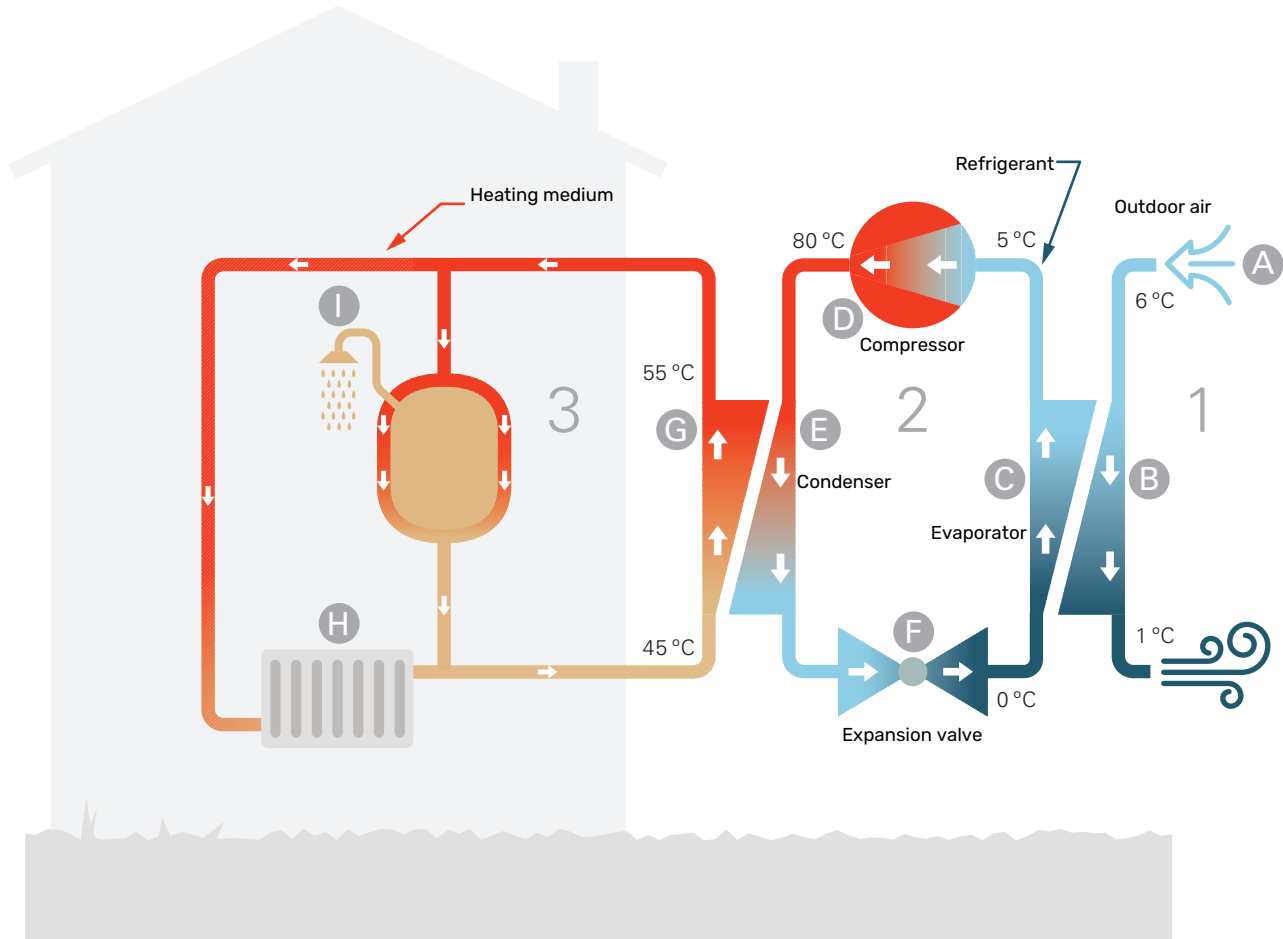 Refrigerant
Heating medium
Outdoor air
80 °C
5 °C
A
6 °C
I
D
Compressor
55 °C
3
2
1
G
E
Condenser
C
B
Evaporator
H
F
45 °C
1 °C
0 °C
Expansion valve